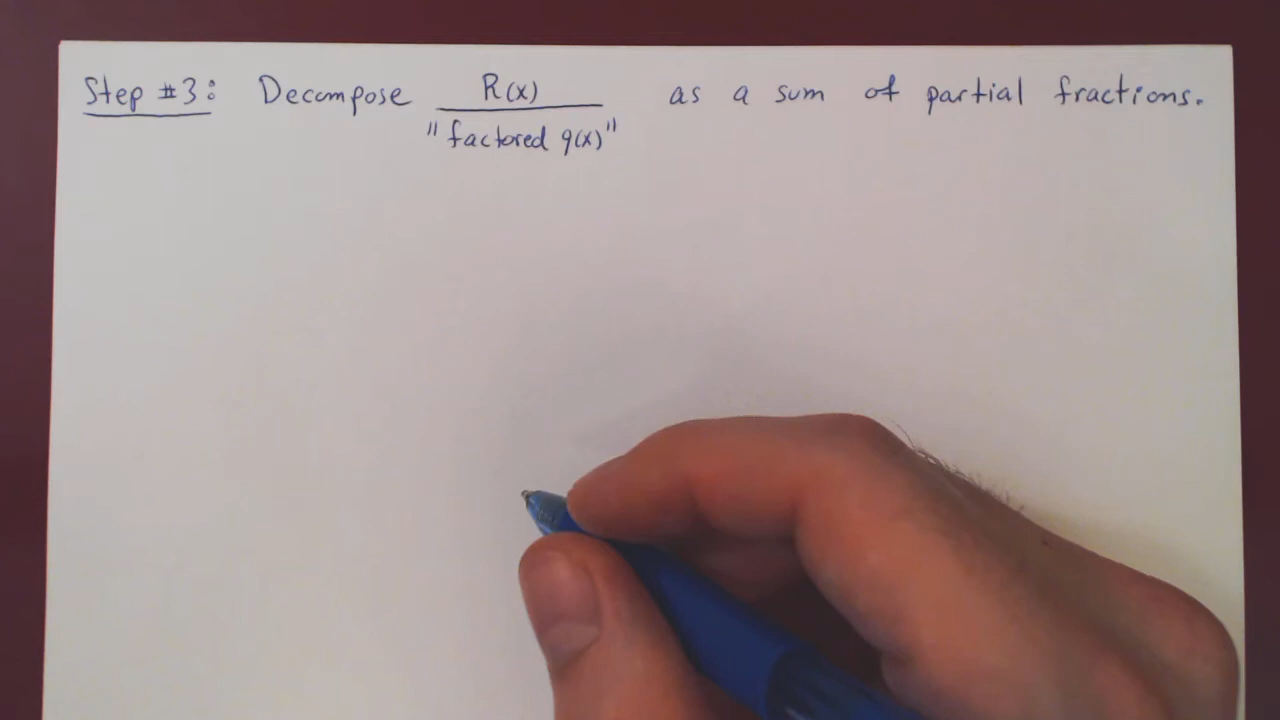 Step #3: Decompose R(x) / "factored q(x)" as a sum of partial fractions.